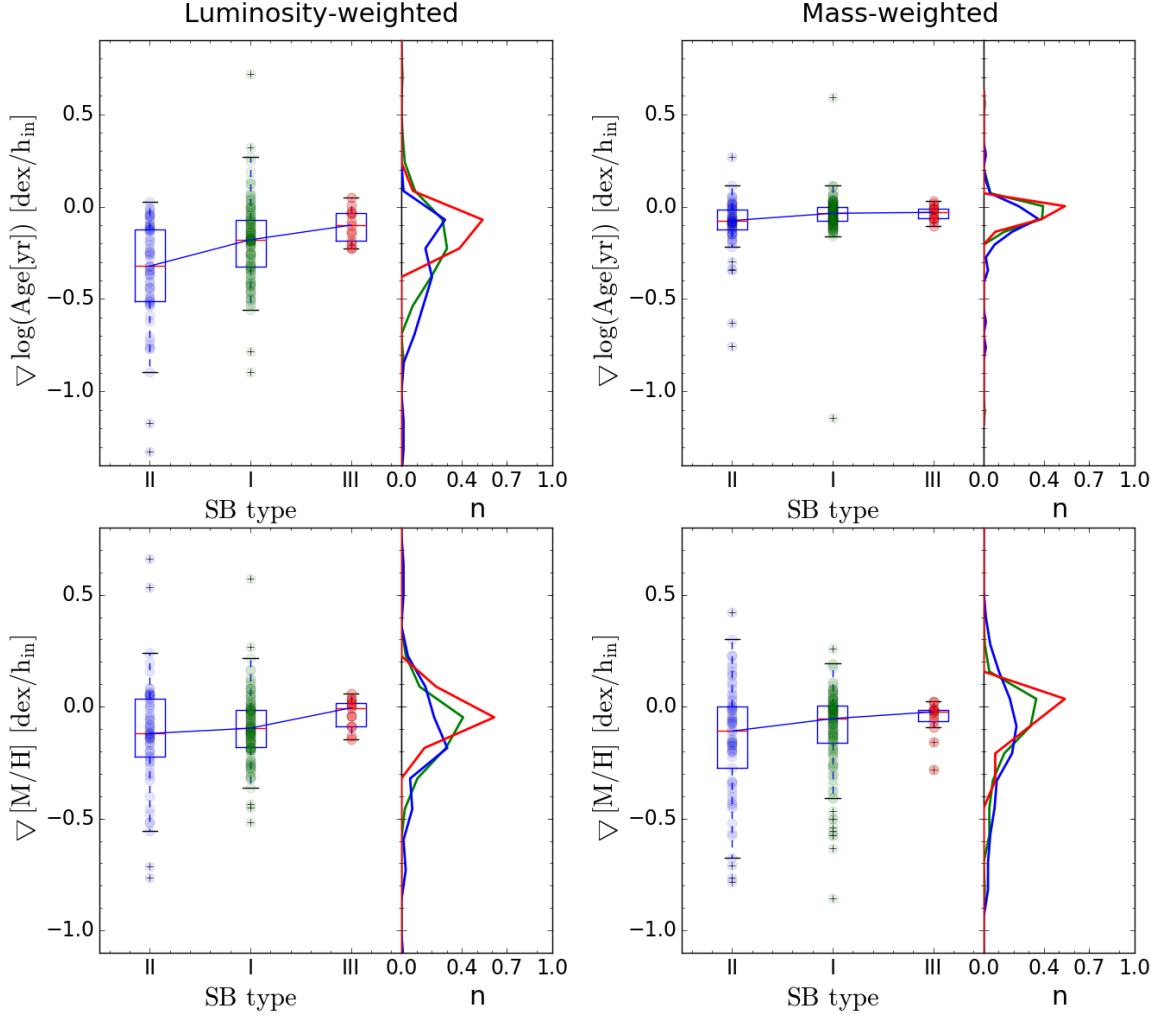 Luminosity-weighted
Mass-weighted
▽log(Age[yr]) [dex/h_in]
0.5
0.0
−0.5
−1.0
II I III 0.0 0.4 0.7 1.0
SB type n
▽log(Age[yr]) [dex/h_in]
0.5
0.0
−0.5
−1.0
II I III 0.0 0.4 0.7 1.0
SB type n
▽[M/H] [dex/h_in]
0.5
0.0
−0.5
−1.0
II I III 0.0 0.4 0.7 1.0
SB type n
▽[M/H] [dex/h_in]
0.5
0.0
−0.5
−1.0
II I III 0.0 0.4 0.7 1.0
SB type n